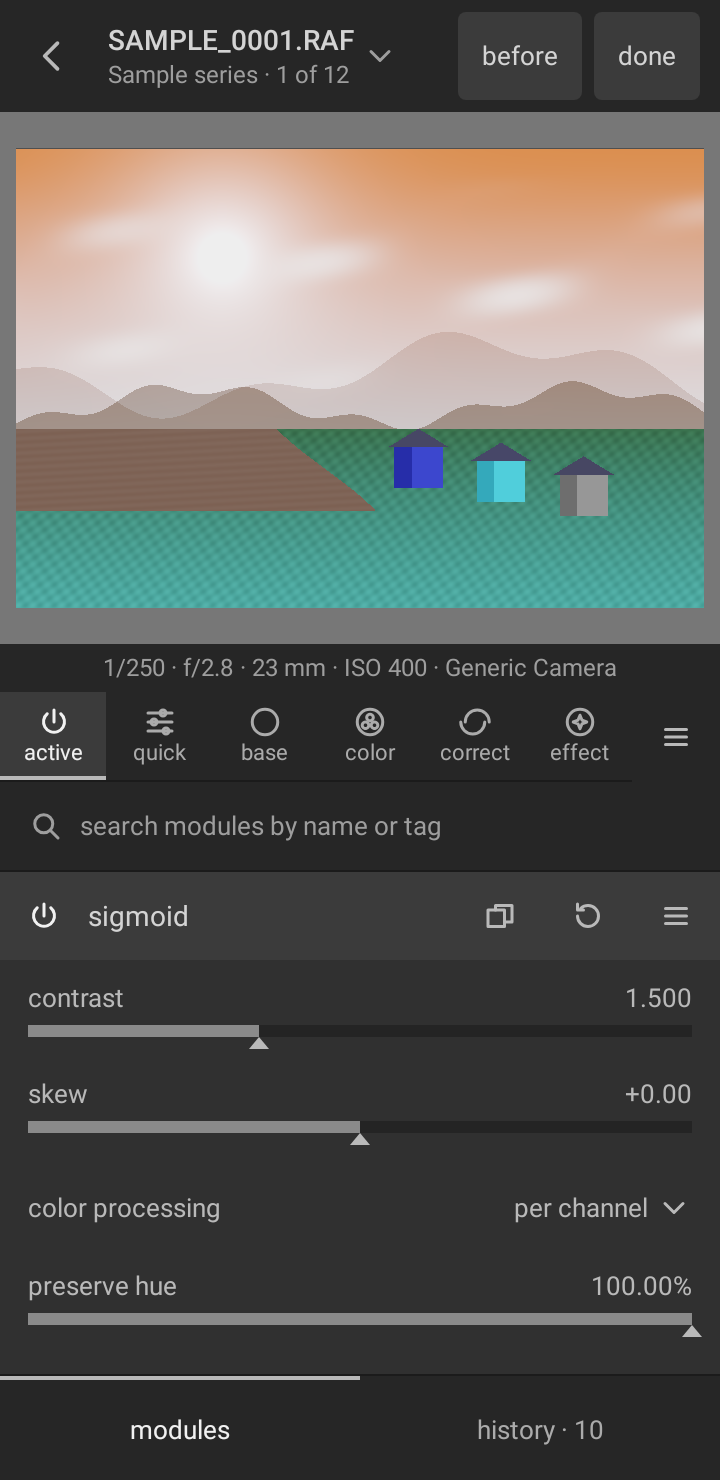 SAMPLE_0001.RAF
Sample series · 1 of 12
before
done
1/250 · f/2.8 · 23 mm · ISO 400 · Generic Camera
active
quick
base
color
correct
effect
search modules by name or tag
sigmoid
contrast 1.500
skew +0.00
color processing per channel
preserve hue 100.00%
modules
history · 10